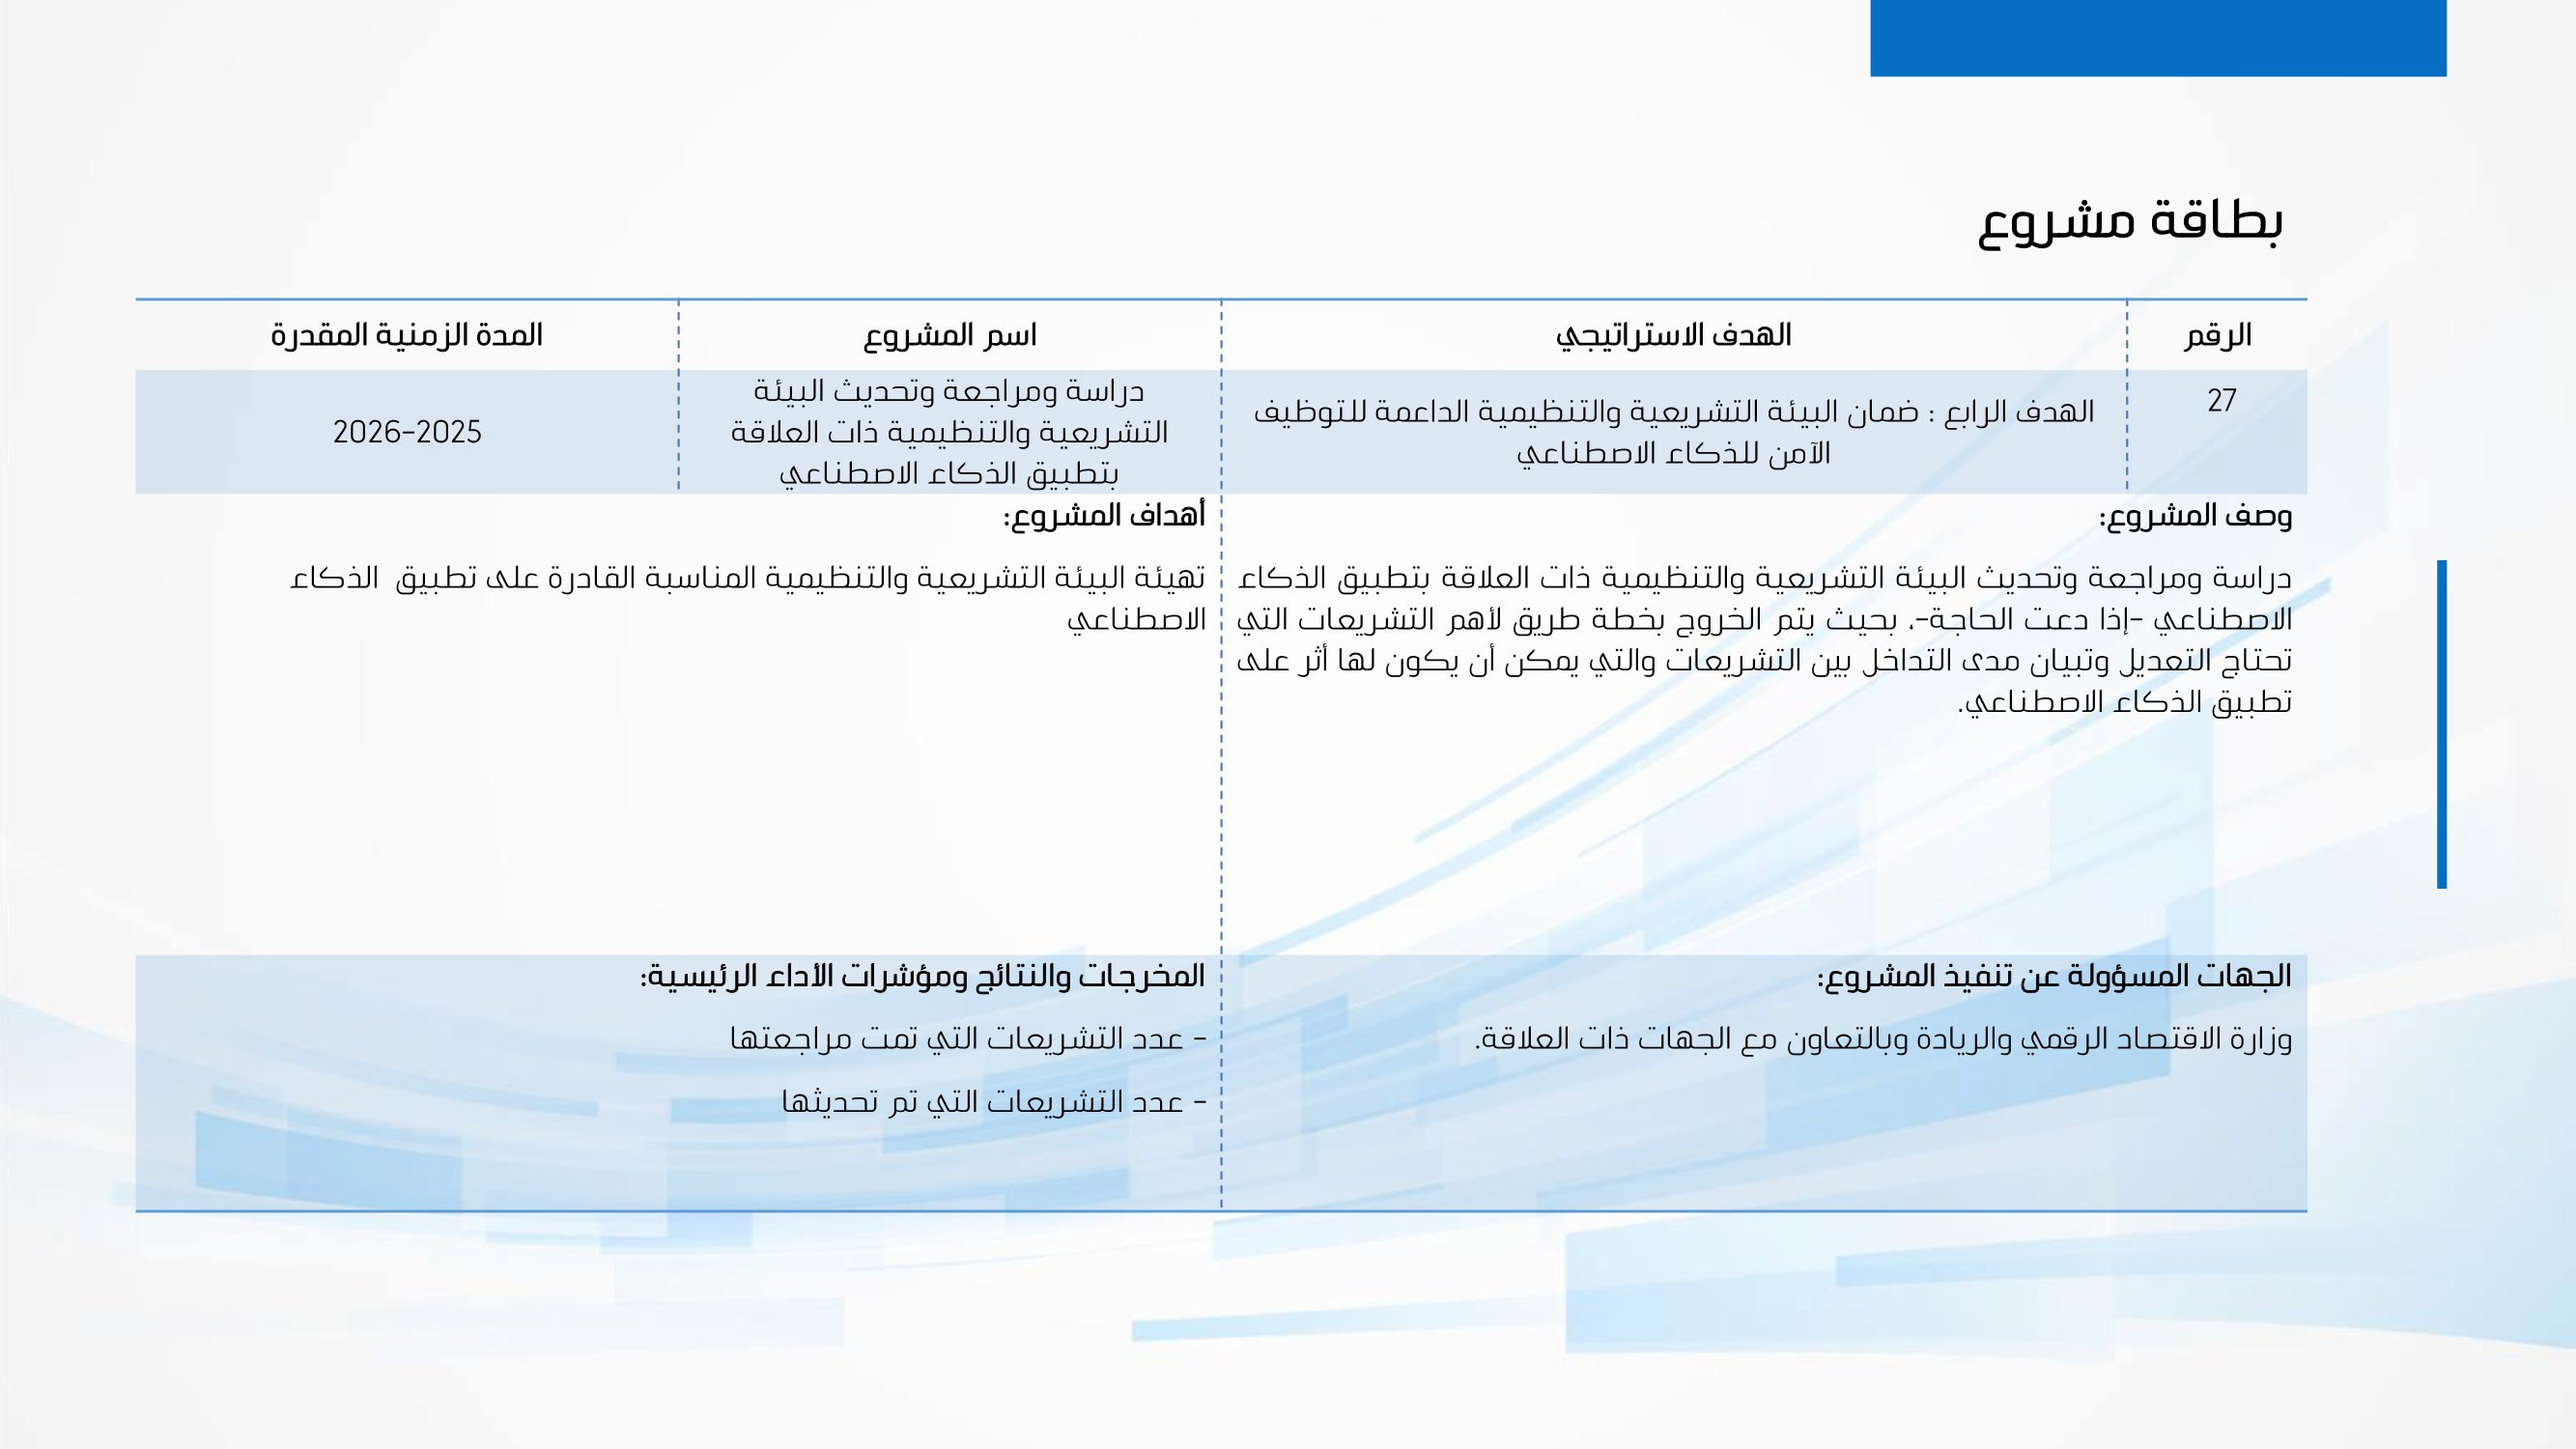 بطاقة مشروع
الرقم
الهدف الاستراتيجي
اسم المشروع
المدة الزمنية المقدرة
27
الهدف الرابع : ضمان البيئة التشريعية والتنظيمية الداعمة للتوظيف
الآمن للذكاء الاصطناعي
دراسة ومراجعة وتحديث البيئة
التشريعية والتنظيمية ذات العلاقة
بتطبيق الذكاء الاصطناعي
2025-2026
وصف المشروع:
دراسة ومراجعة وتحديث البيئة التشريعية والتنظيمية ذات العلاقة بتطبيق الذكاء
الاصطناعي -إذا دعت الحاجة-، بحيث يتم الخروج بخطة طريق لأهم التشريعات التي
تحتاج التعديل وتبيان مدى التداخل بين التشريعات والتي يمكن أن يكون لها أثر على
تطبيق الذكاء الاصطناعي.
أهداف المشروع:
تهيئة البيئة التشريعية والتنظيمية المناسبة القادرة على تطبيق الذكاء
الاصطناعي
الجهات المسؤولة عن تنفيذ المشروع:
وزارة الاقتصاد الرقمي والريادة وبالتعاون مع الجهات ذات العلاقة.
المخرجات والنتائج ومؤشرات الأداء الرئيسية:
- عدد التشريعات التي تمت مراجعتها
- عدد التشريعات التي تم تحديثها